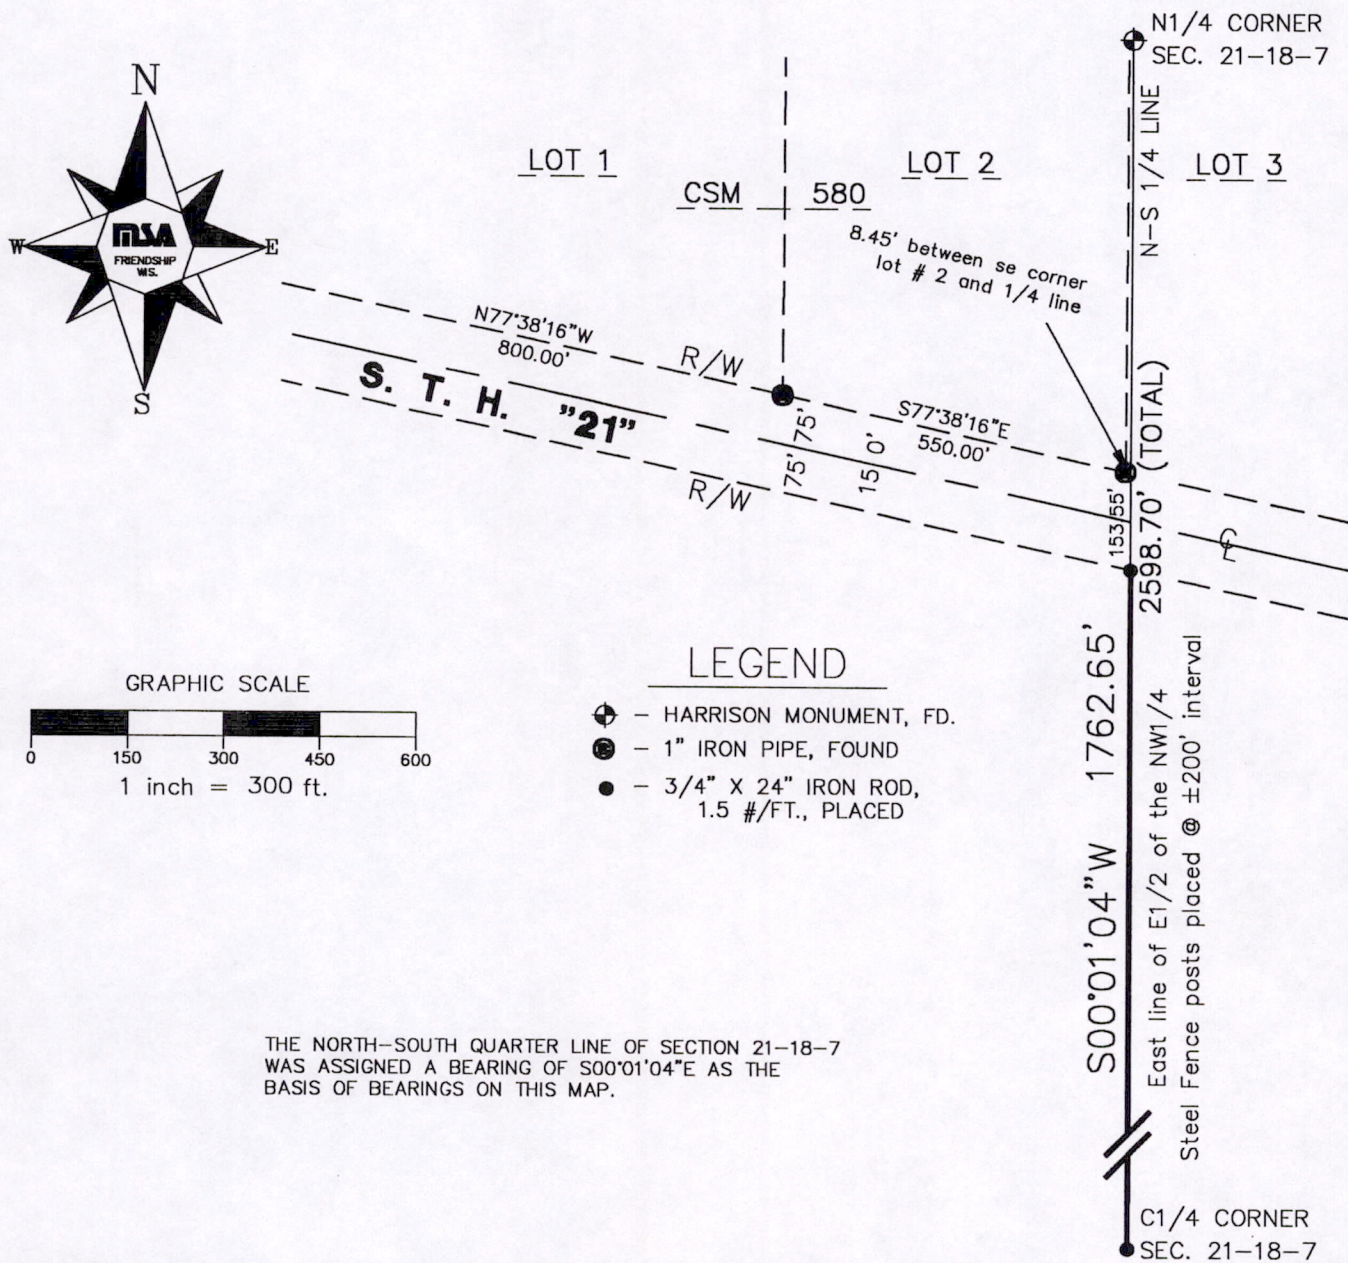 N1/4 CORNER
SEC. 21-18-7
N
W
E
S
MSA
FRIENDSHIP
WIS.
LOT 1
LOT 2
LOT 3
CSM 580
N-S 1/4 LINE
8.45' between se corner
lot # 2 and 1/4 line
N77°38'16"W
800.00'
R/W
S. T. H. "21"
S77°38'16"E
550.00'
75' 75'
15 0'
R/W
153.55'
2598.70' (TOTAL)
℄
S00°01'04"W 1762.65'
East line of E1/2 of the NW1/4
Steel Fence posts placed @ ±200' interval
LEGEND
- HARRISON MONUMENT, FD.
- 1" IRON PIPE, FOUND
- 3/4" X 24" IRON ROD,
1.5 #/FT., PLACED
GRAPHIC SCALE
0 150 300 450 600
1 inch = 300 ft.
THE NORTH-SOUTH QUARTER LINE OF SECTION 21-18-7
WAS ASSIGNED A BEARING OF S00°01'04"E AS THE
BASIS OF BEARINGS ON THIS MAP.
C1/4 CORNER
SEC. 21-18-7